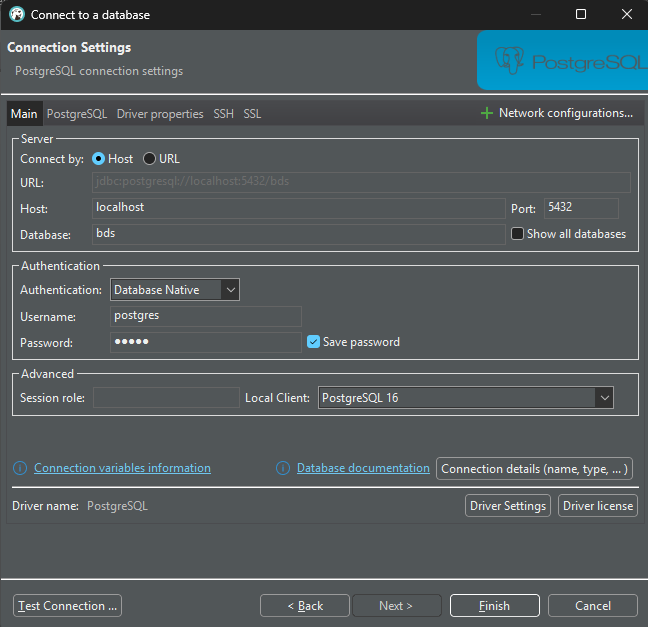 Connect to a database
Connection Settings
PostgreSQL connection settings
PostgreSQL
Main PostgreSQL Driver properties SSH SSL Network configurations...
Server
Connect by: Host URL
URL: jdbc:postgresql://localhost:5432/bds
Host: localhost Port: 5432
Database: bds Show all databases
Authentication
Authentication: Database Native
Username: postgres
Password: ●●●●● Save password
Advanced
Session role: Local Client: PostgreSQL 16
Connection variables information Database documentation Connection details (name, type, ... )
Driver name: PostgreSQL Driver Settings Driver license
Test Connection ... < Back Next > Finish Cancel